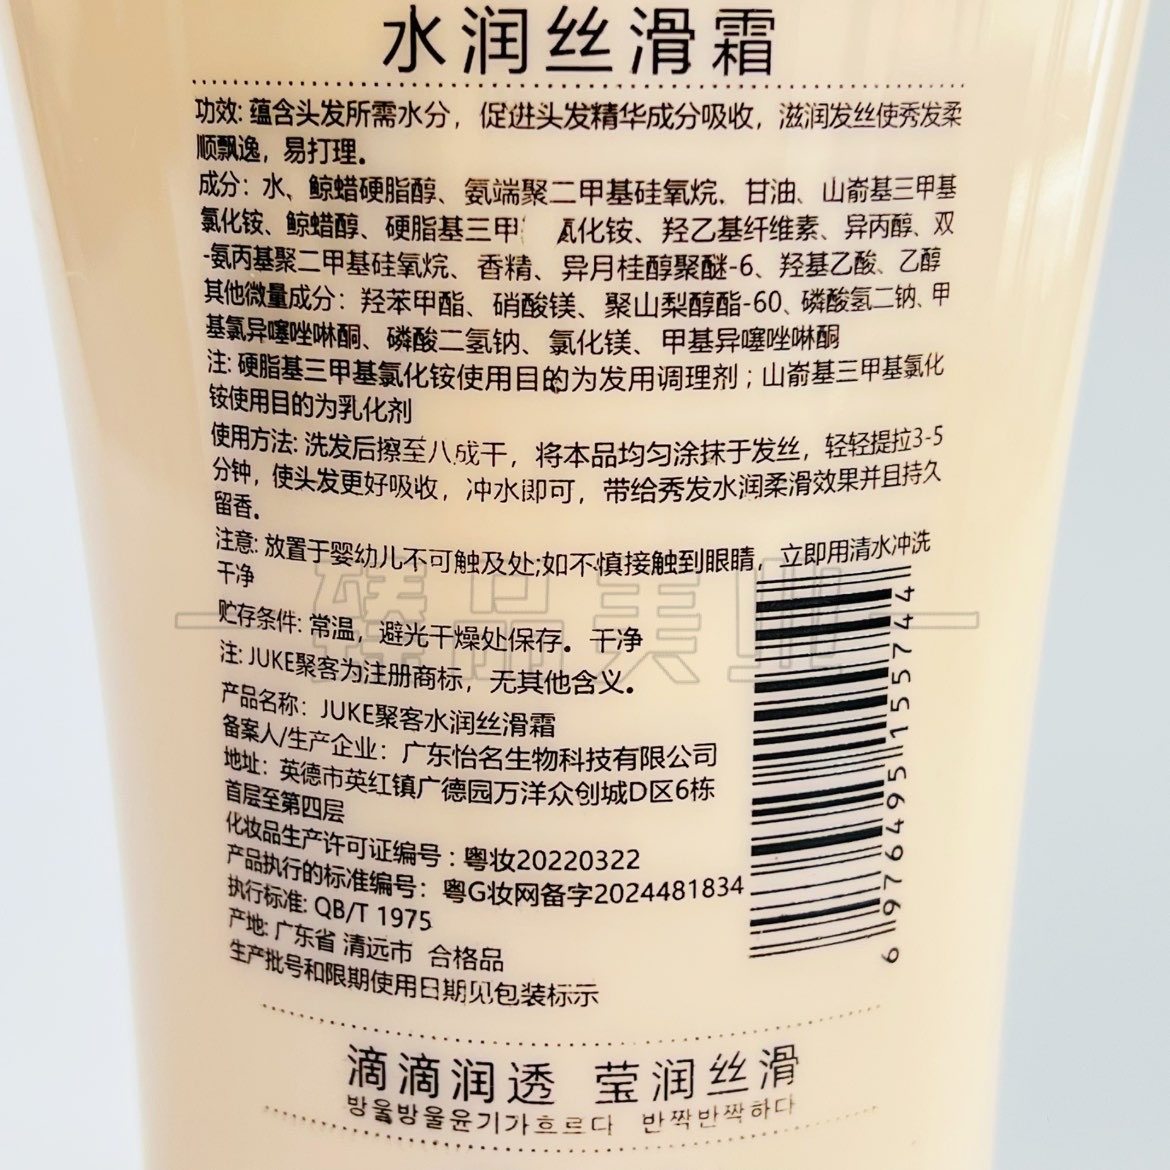 水润丝滑霜
功效: 蕴含头发所需水分，促进头发精华成分吸收，滋润发丝使秀发柔
顺飘逸，易打理。
成分：水、鲸蜡硬脂醇、氨端聚二甲基硅氧烷、甘油、山嵛基三甲基
氯化铵、鲸蜡醇、硬脂基三甲 氯化铵、羟乙基纤维素、异丙醇、双
-氨丙基聚二甲基硅氧烷、香精、异月桂醇聚醚-6、羟基乙酸、乙醇
其他微量成分：羟苯甲酯、硝酸镁、聚山梨醇酯-60、磷酸氢二钠、甲
基氯异噻唑啉酮、磷酸二氢钠、氯化镁、甲基异噻唑啉酮
注: 硬脂基三甲基氯化铵使用目的为发用调理剂；山嵛基三甲基氯化
铵使用目的为乳化剂
使用方法: 洗发后擦至八成干，将本品均匀涂抹于发丝，轻轻提拉3-5
分钟，使头发更好吸收，冲水即可，带给秀发水润柔滑效果并且持久
留香。
注意: 放置于婴幼儿不可触及处;如不慎接触到眼睛，立即用清水冲洗
干净
贮存条件: 常温，避光干燥处保存。干净
注: JUKE聚客为注册商标，无其他含义。
产品名称：JUKE聚客水润丝滑霜
备案人/生产企业：广东怡名生物科技有限公司
地址：英德市英红镇广德园万洋众创城D区6栋
首层至第四层
化妆品生产许可证编号：粤妆20220322
产品执行的标准编号：粤G妆网备字2024481834
执行标准: QB/T 1975
产地: 广东省 清远市 合格品
生产批号和限期使用日期见包装标示
6976495155744
臻品美业
滴滴润透 莹润丝滑
방울방울윤기가흐르다 반짝반짝하다